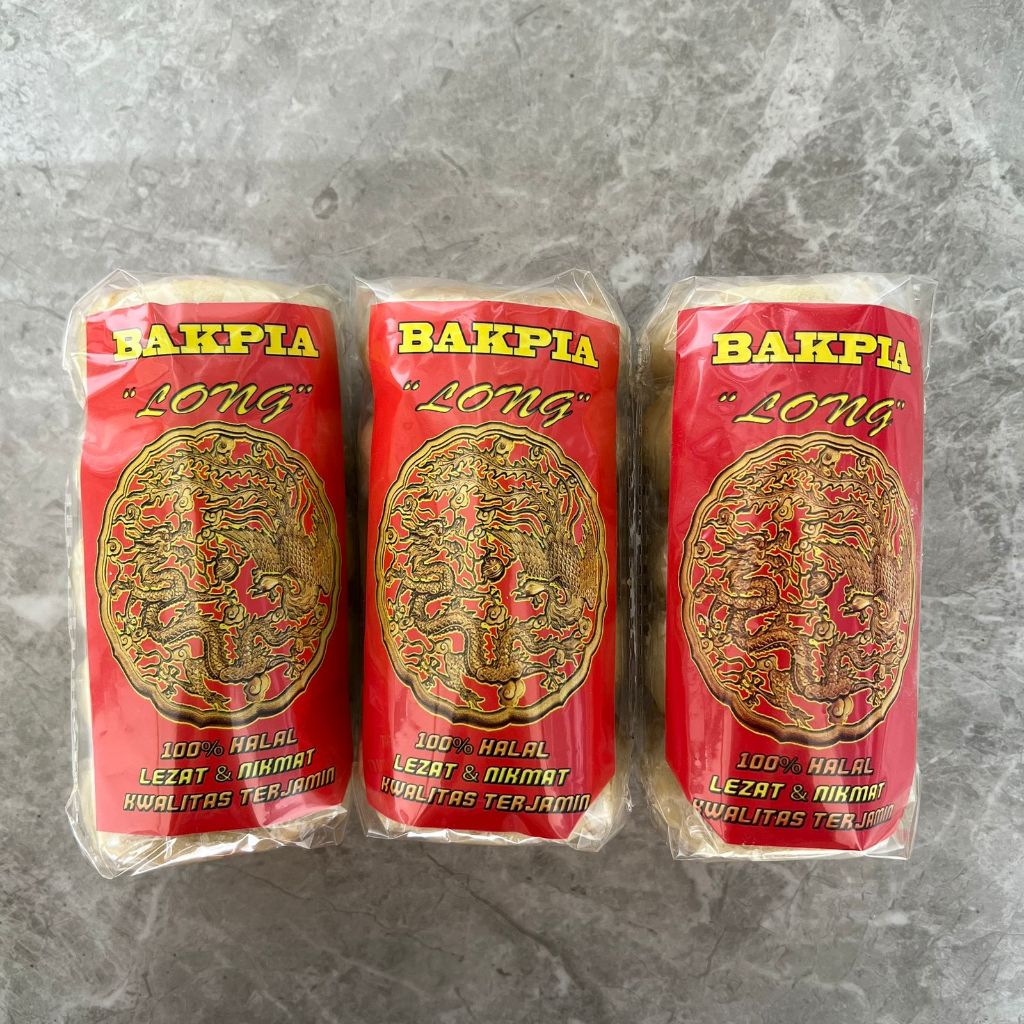 BAKPIA
"LONG"
100% HALAL
LEZAT & NIKMAT
KWALITAS TERJAMIN
BAKPIA
"LONG"
100% HALAL
LEZAT & NIKMAT
KWALITAS TERJAMIN
BAKPIA
"LONG"
100% HALAL
LEZAT & NIKMAT
KWALITAS TERJAMIN